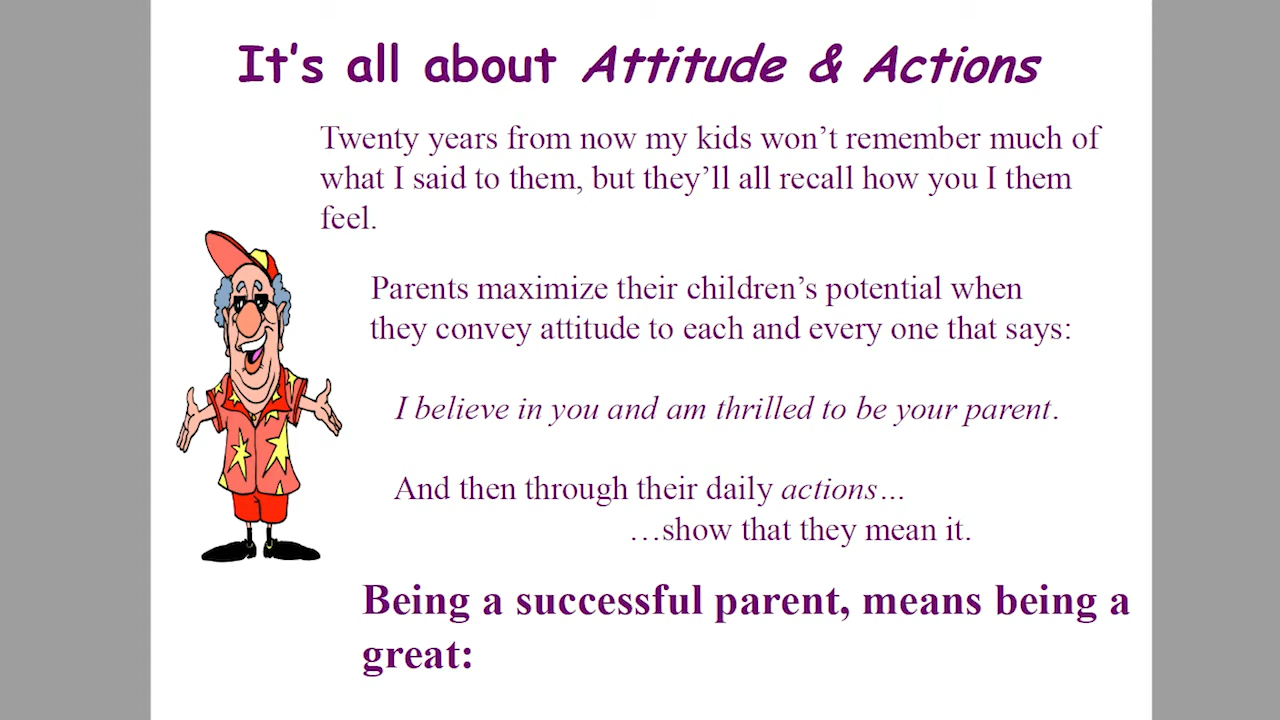 It's all about Attitude & Actions
Twenty years from now my kids won’t remember much of
what I said to them, but they’ll all recall how you I them
feel.
Parents maximize their children’s potential when
they convey attitude to each and every one that says:
I believe in you and am thrilled to be your parent.
And then through their daily actions…
…show that they mean it.
Being a successful parent, means being a
great: